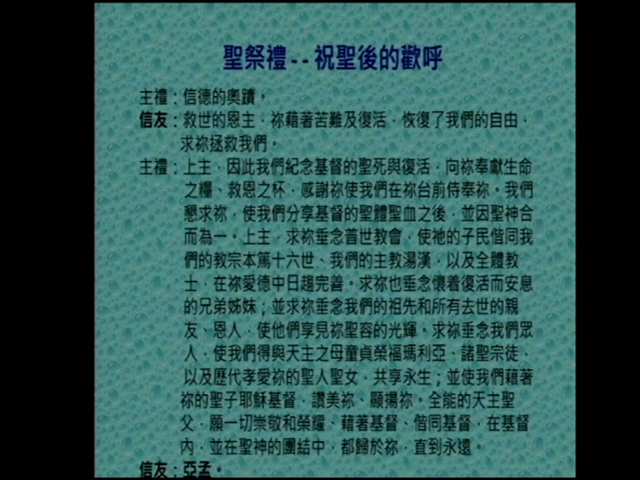 聖祭禮--祝聖後的歡呼
主禮：信德的奧蹟。
信友：救世的恩主，祢藉著苦難及復活，恢復了我們的自由，
求祢拯救我們。
主禮：上主，因此我們紀念基督的聖死與復活，向祢奉獻生命
之糧、救恩之杯，感謝祢使我們在祢台前侍奉祢。我們
懇求祢，使我們分享基督的聖體聖血之後，並因聖神合
而為一。上主，求祢垂念普世教會，使祂的子民偕同我
們的教宗本篤十六世、我們的主教湯漢，以及全體教
士，在祢愛德中日趨完善。求祢也垂念懷着復活而安息
的兄弟姊妹；並求祢垂念我們的祖先和所有去世的親
友、恩人，使他們享見祢聖容的光輝。求祢垂念我們眾
人，使我們得與天主之母童貞榮福瑪利亞、諸聖宗徒，
以及歷代孝愛祢的聖人聖女，共享永生；並使我們藉著
祢的聖子耶穌基督，讚美祢、顯揚祢。全能的天主聖
父，願一切崇敬和榮耀、藉著基督、偕同基督，在基督
內，並在聖神的團結中，都歸於祢，直到永遠。
信友：亞孟。